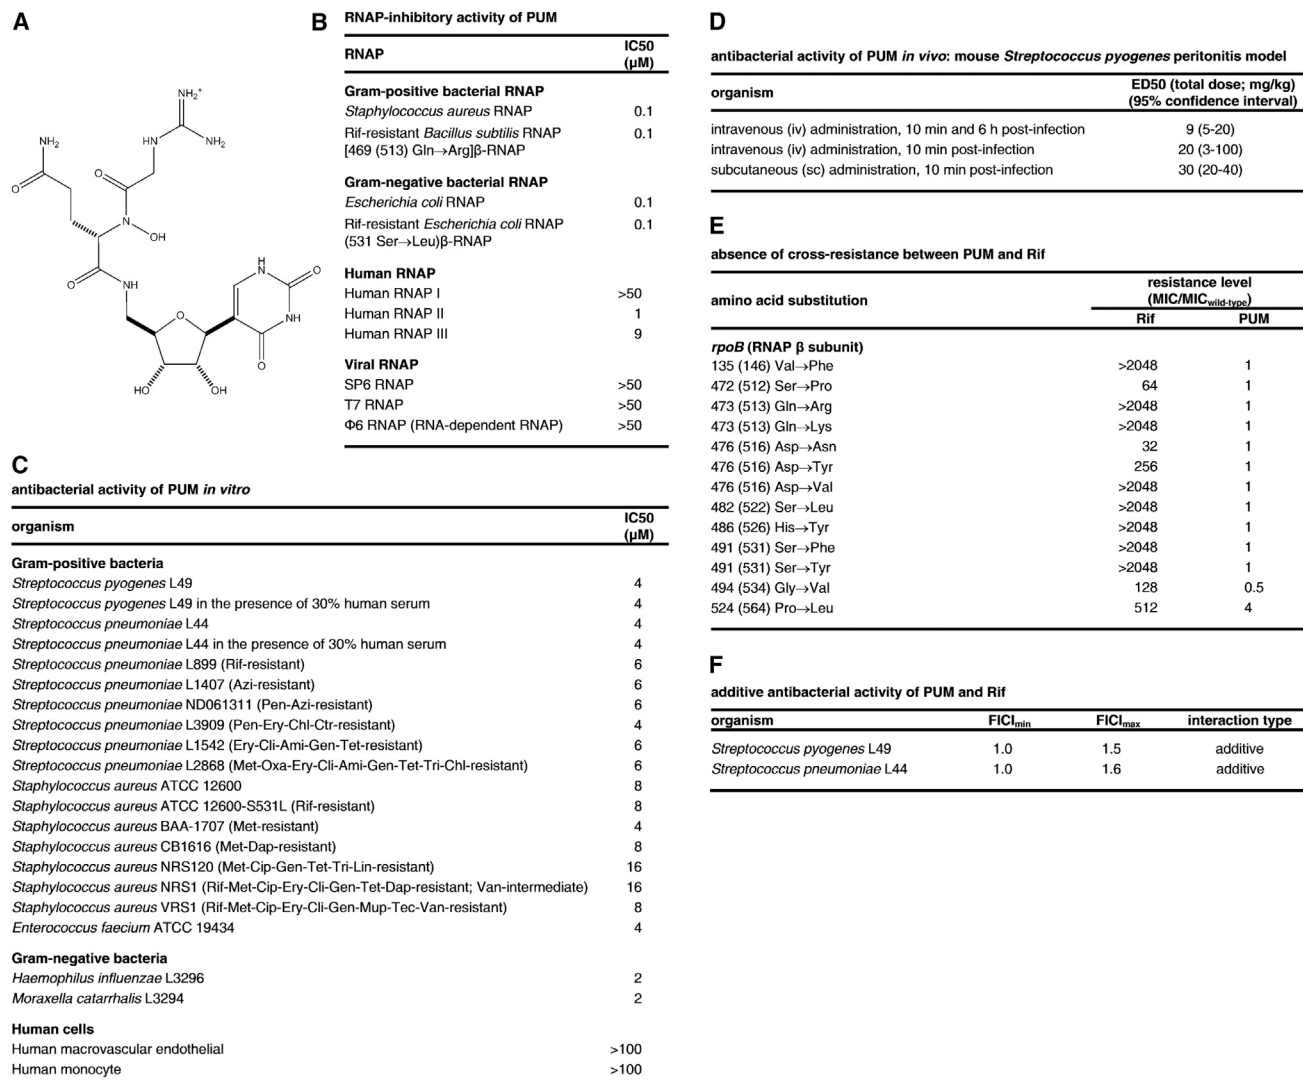 A
NH₂⁺
HN
NH₂
NH₂
O
O
N
OH
O
NH
O
HO
OH
H
N
O
NH
O
B
RNAP-inhibitory activity of PUM
RNAP
IC50
(µM)
Gram-positive bacterial RNAP
Staphylococcus aureus RNAP 0.1
Rif-resistant Bacillus subtilis RNAP 0.1
[469 (513) Gln→Arg]β-RNAP
Gram-negative bacterial RNAP
Escherichia coli RNAP 0.1
Rif-resistant Escherichia coli RNAP 0.1
(531 Ser→Leu)β-RNAP
Human RNAP
Human RNAP I >50
Human RNAP II 1
Human RNAP III 9
Viral RNAP
SP6 RNAP >50
T7 RNAP >50
Φ6 RNAP (RNA-dependent RNAP) >50
C
antibacterial activity of PUM in vitro
organism
IC50
(µM)
Gram-positive bacteria
Streptococcus pyogenes L49 4
Streptococcus pyogenes L49 in the presence of 30% human serum 4
Streptococcus pneumoniae L44 4
Streptococcus pneumoniae L44 in the presence of 30% human serum 4
Streptococcus pneumoniae L899 (Rif-resistant) 6
Streptococcus pneumoniae L1407 (Azi-resistant) 6
Streptococcus pneumoniae ND061311 (Pen-Azi-resistant) 6
Streptococcus pneumoniae L3909 (Pen-Ery-Chl-Ctr-resistant) 4
Streptococcus pneumoniae L1542 (Ery-Cli-Ami-Gen-Tet-resistant) 6
Streptococcus pneumoniae L2868 (Met-Oxa-Ery-Cli-Ami-Gen-Tet-Tri-Chl-resistant) 6
Staphylococcus aureus ATCC 12600 8
Staphylococcus aureus ATCC 12600-S531L (Rif-resistant) 8
Staphylococcus aureus BAA-1707 (Met-resistant) 4
Staphylococcus aureus CB1616 (Met-Dap-resistant) 8
Staphylococcus aureus NRS120 (Met-Cip-Gen-Tet-Tri-Lin-resistant) 16
Staphylococcus aureus NRS1 (Rif-Met-Cip-Ery-Cli-Gen-Tet-Dap-resistant; Van-intermediate) 16
Staphylococcus aureus VRS1 (Rif-Met-Cip-Ery-Cli-Gen-Mup-Tec-Van-resistant) 8
Enterococcus faecium ATCC 19434 4
Gram-negative bacteria
Haemophilus influenzae L3296 2
Moraxella catarrhalis L3294 2
Human cells
Human macrovascular endothelial >100
Human monocyte >100
D
antibacterial activity of PUM in vivo: mouse Streptococcus pyogenes peritonitis model
organism
ED50 (total dose; mg/kg)
(95% confidence interval)
intravenous (iv) administration, 10 min and 6 h post-infection 9 (5-20)
intravenous (iv) administration, 10 min post-infection 20 (3-100)
subcutaneous (sc) administration, 10 min post-infection 30 (20-40)
E
absence of cross-resistance between PUM and Rif
amino acid substitution
resistance level
(MIC/MICwild-type)
Rif PUM
rpoB (RNAP β subunit)
135 (146) Val→Phe >2048 1
472 (512) Ser→Pro 64 1
473 (513) Gln→Arg >2048 1
473 (513) Gln→Lys >2048 1
476 (516) Asp→Asn 32 1
476 (516) Asp→Tyr 256 1
476 (516) Asp→Val >2048 1
482 (522) Ser→Leu >2048 1
486 (526) His→Tyr >2048 1
491 (531) Ser→Phe >2048 1
491 (531) Ser→Tyr >2048 1
494 (534) Gly→Val 128 0.5
524 (564) Pro→Leu 512 4
F
additive antibacterial activity of PUM and Rif
organism FICImin FICImax interaction type
Streptococcus pyogenes L49 1.0 1.5 additive
Streptococcus pneumoniae L44 1.0 1.6 additive